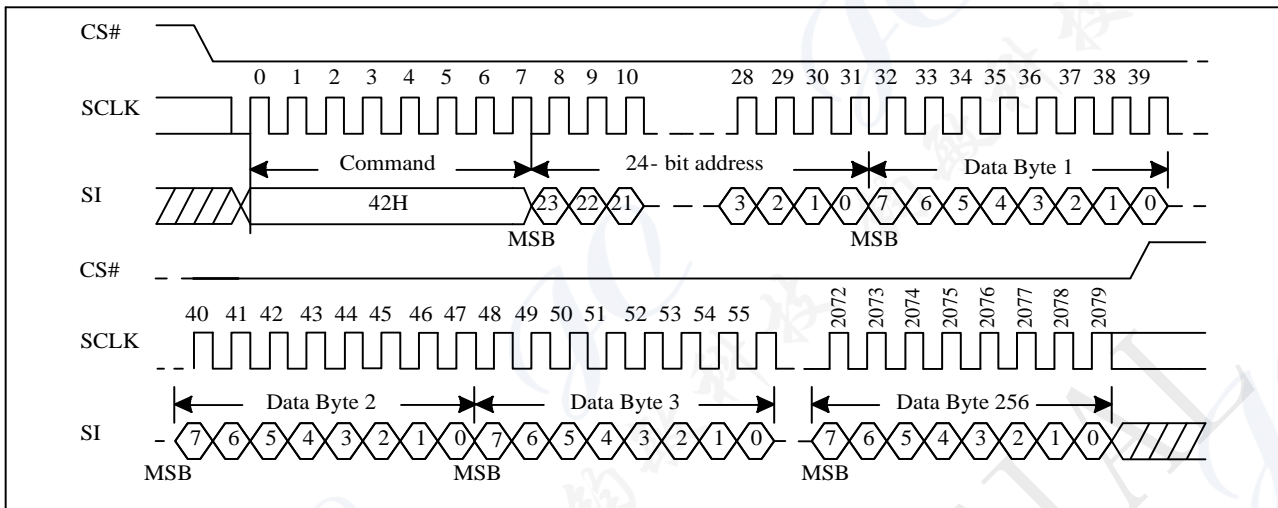 CS#
0 1 2 3 4 5 6 7 8 9 10 28 29 30 31 32 33 34 35 36 37 38 39
SCLK
Command 24- bit address Data Byte 1
SI 42H 23 22 21 3 2 1 0 7 6 5 4 3 2 1 0
MSB MSB
CS#
40 41 42 43 44 45 46 47 48 49 50 51 52 53 54 55 2072 2073 2074 2075 2076 2077 2078 2079
SCLK
Data Byte 2 Data Byte 3 Data Byte 256
SI 7 6 5 4 3 2 1 0 7 6 5 4 3 2 1 0 7 6 5 4 3 2 1 0
MSB MSB MSB